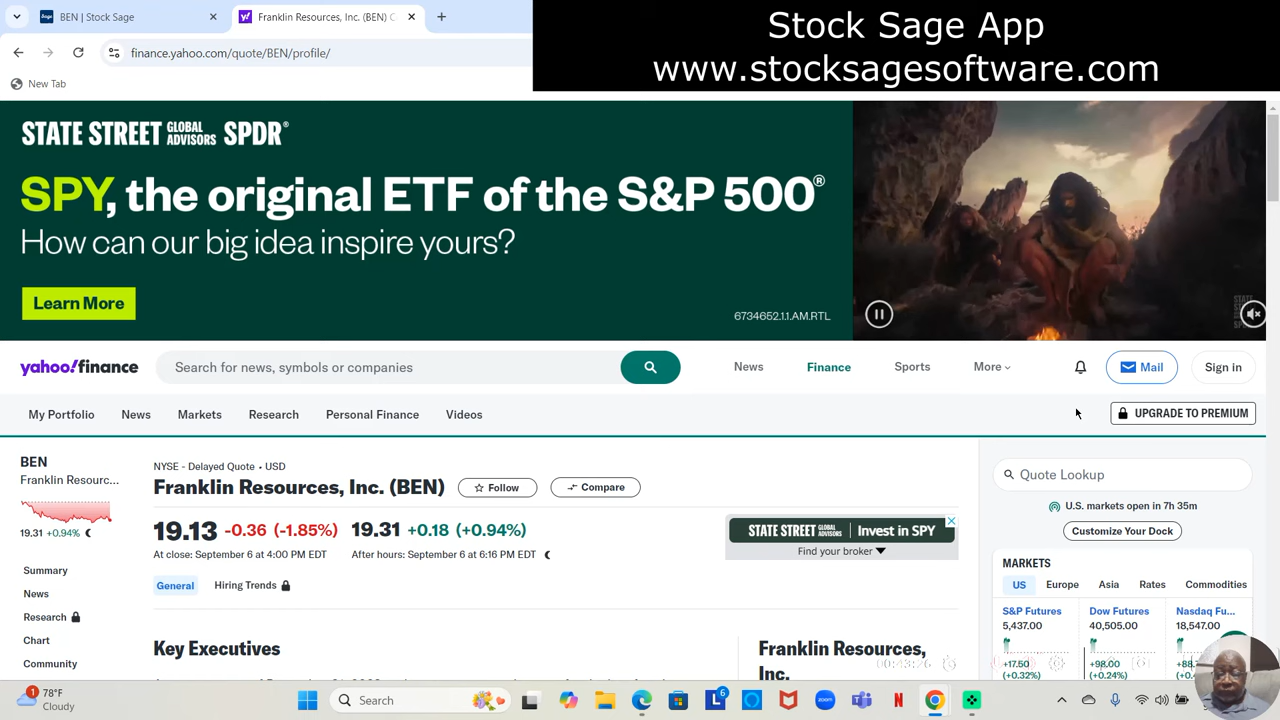 BEN | Stock Sage
Franklin Resources, Inc. (BEN) C
Stock Sage App
www.stocksagesoftware.com
finance.yahoo.com/quote/BEN/profile/
New Tab
STATE STREET GLOBAL ADVISORS SPDR®
SPY, the original ETF of the S&P 500®
How can our big idea inspire yours?
Learn More
6734652.1.1.AM.RTL
yahoo!finance
Search for news, symbols or companies
News
Finance
Sports
More
Mail
Sign in
My Portfolio
News
Markets
Research
Personal Finance
Videos
UPGRADE TO PREMIUM
BEN
Franklin Resourc...
19.31 +0.94%
Summary
News
Research
Chart
Community
NYSE - Delayed Quote • USD
Franklin Resources, Inc. (BEN)
Follow
Compare
19.13 -0.36 (-1.85%)
At close: September 6 at 4:00 PM EDT
19.31 +0.18 (+0.94%)
After hours: September 6 at 6:16 PM EDT
STATE STREET GLOBAL ADVISORS | Invest in SPY
Find your broker
General
Hiring Trends
Key Executives
Franklin Resources,
Inc.
Quote Lookup
U.S. markets open in 7h 35m
Customize Your Dock
MARKETS
US
Europe
Asia
Rates
Commodities
S&P Futures
5,437.00
+17.50
(+0.32%)
Dow Futures
40,505.00
+98.00
(+0.24%)
Nasdaq Fu...
18,547.00
1
78°F
Cloudy
Search
6